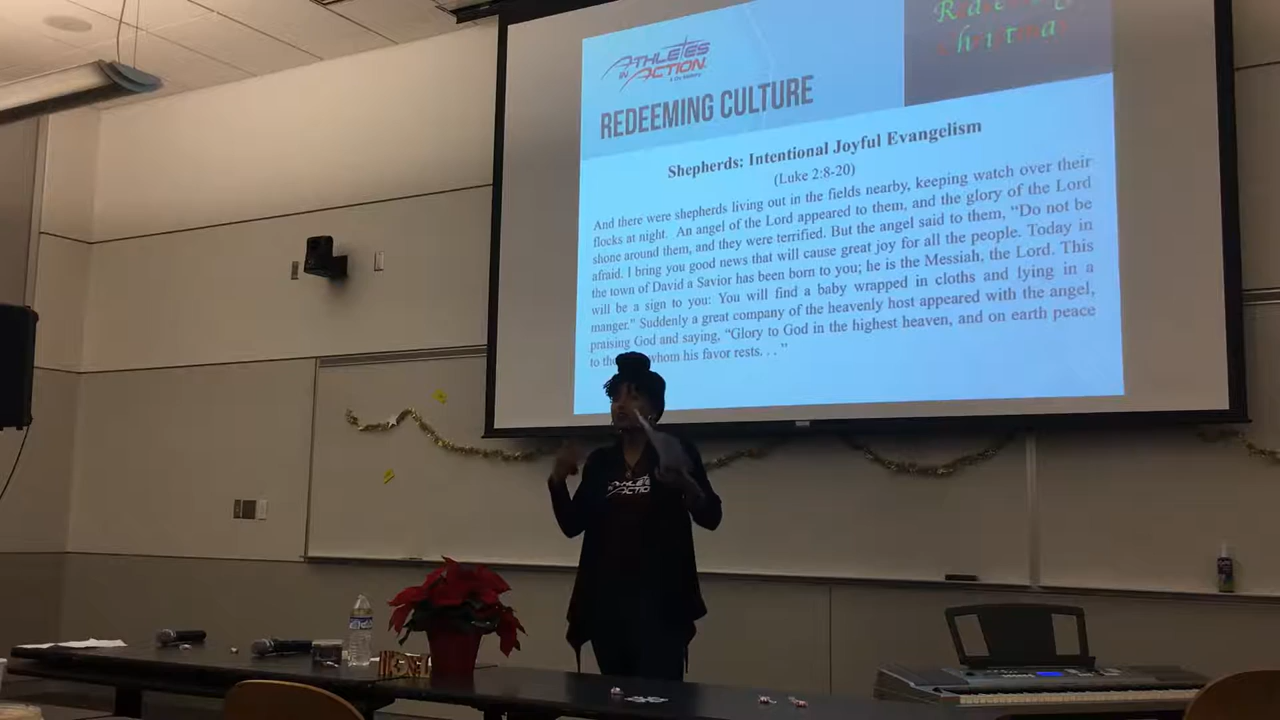 Redeeming
Christmas
ATHLETES
IN ACTION
REDEEMING CULTURE
Shepherds: Intentional Joyful Evangelism
(Luke 2:8-20)
And there were shepherds living out in the fields nearby, keeping watch over their
flocks at night. An angel of the Lord appeared to them, and the glory of the Lord
shone around them, and they were terrified. But the angel said to them, “Do not be
afraid. I bring you good news that will cause great joy for all the people. Today in
the town of David a Savior has been born to you; he is the Messiah, the Lord. This
will be a sign to you: You will find a baby wrapped in cloths and lying in a
manger.” Suddenly a great company of the heavenly host appeared with the angel,
praising God and saying, “Glory to God in the highest heaven, and on earth peace
to whom his favor rests. . .”
ATHLETES
IN ACTION